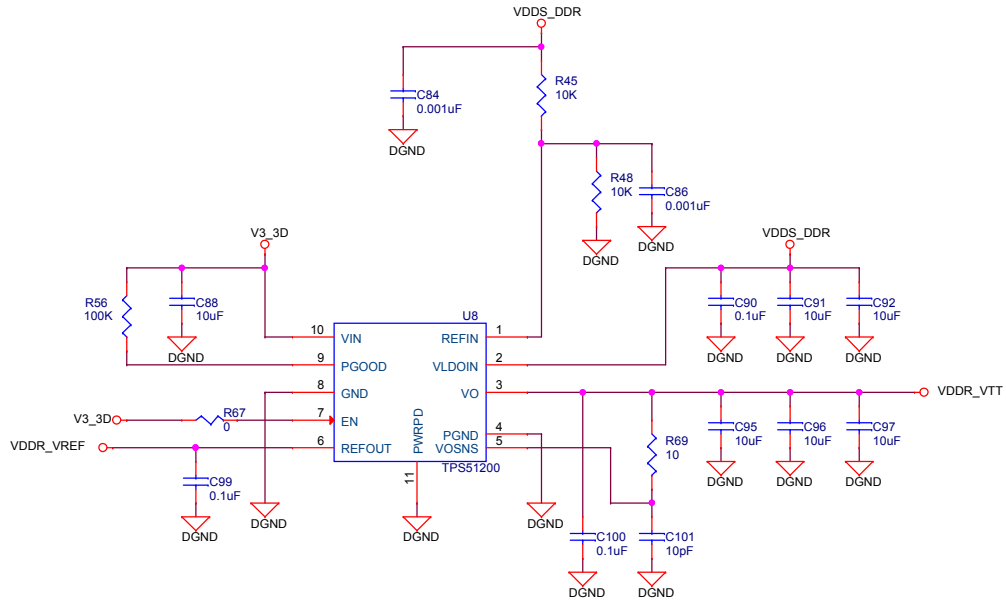 VDDS_DDR
C84
0.001uF
DGND
R45
10K
R48
10K
DGND
C86
0.001uF
DGND
V3_3D
R56
100K
C88
10uF
DGND
VDDS_DDR
C90
0.1uF
DGND
C91
10uF
DGND
C92
10uF
DGND
U8
10
VIN
REFIN
1
9
PGOOD
VLDOIN
2
8
GND
VO
3
VDDR_VTT
V3_3D
R67
0
7
EN
PGND
4
VDDR_VREF
6
REFOUT
VOSNS
5
PWRPD
11
TPS51200
C99
0.1uF
DGND
DGND
DGND
DGND
R69
10
C95
10uF
DGND
C96
10uF
DGND
C97
10uF
DGND
C100
0.1uF
DGND
C101
10pF
DGND